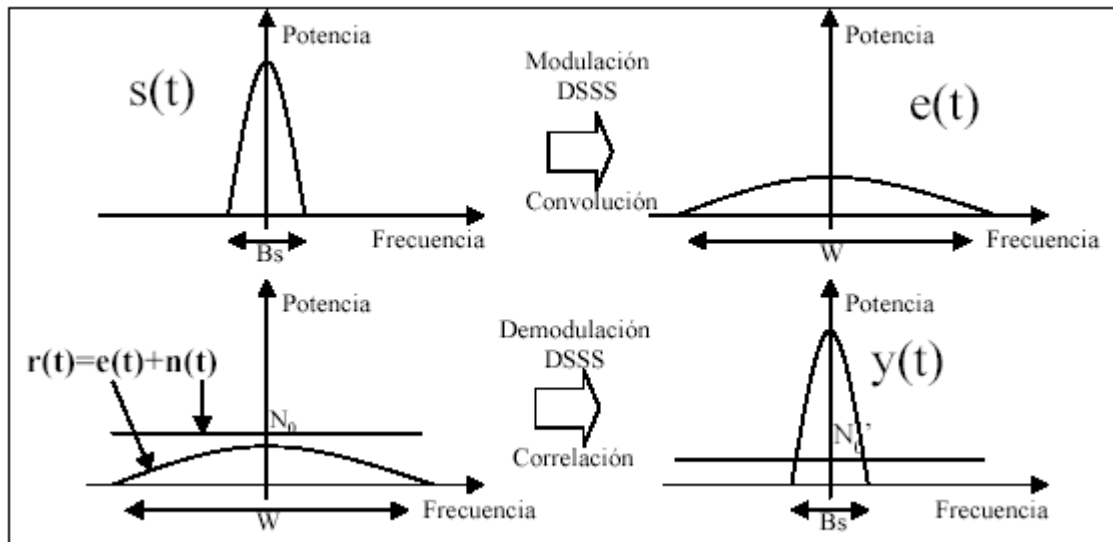 Potencia
s(t)
Frecuencia
Bs
Modulación
DSSS
Convolución
Potencia
e(t)
Frecuencia
W
Potencia
r(t)=e(t)+n(t)
N₀
Frecuencia
W
Demodulación
DSSS
Correlación
Potencia
y(t)
N₀'
Frecuencia
Bs